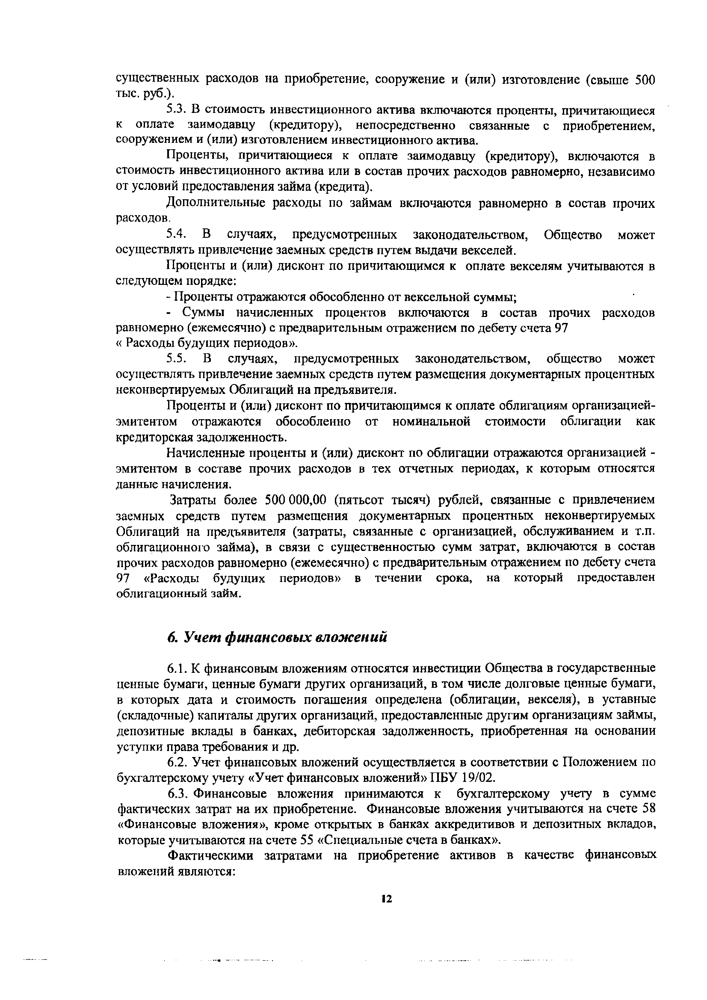 существенных расходов на приобретение, сооружение и (или) изготовление (свыше 500
тыс. руб.).
5.3. В стоимость инвестиционного актива включаются проценты, причитающиеся
к оплате заимодавцу (кредитору), непосредственно связанные с приобретением,
сооружением и (или) изготовлением инвестиционного актива.
Проценты, причитающиеся к оплате заимодавцу (кредитору), включаются в
стоимость инвестиционного актива или в состав прочих расходов равномерно, независимо
от условий предоставления займа (кредита).
Дополнительные расходы по займам включаются равномерно в состав прочих
расходов.
5.4. В случаях, предусмотренных законодательством, Общество может
осуществлять привлечение заемных средств путем выдачи векселей.
Проценты и (или) дисконт по причитающимся к оплате векселям учитываются в
следующем порядке:
- Проценты отражаются обособленно от вексельной суммы;
- Суммы начисленных процентов включаются в состав прочих расходов
равномерно (ежемесячно) с предварительным отражением по дебету счета 97
« Расходы будущих периодов».
5.5. В случаях, предусмотренных законодательством, общество может
осуществлять привлечение заемных средств путем размещения документарных процентных
неконвертируемых Облигаций на предъявителя.
Проценты и (или) дисконт по причитающимся к оплате облигациям организацией-
эмитентом отражаются обособленно от номинальной стоимости облигации как
кредиторская задолженность.
Начисленные проценты и (или) дисконт по облигации отражаются организацией -
эмитентом в составе прочих расходов в тех отчетных периодах, к которым относятся
данные начисления.
Затраты более 500 000,00 (пятьсот тысяч) рублей, связанные с привлечением
заемных средств путем размещения документарных процентных неконвертируемых
Облигаций на предъявителя (затраты, связанные с организацией, обслуживанием и т.п.
облигационного займа), в связи с существенностью сумм затрат, включаются в состав
прочих расходов равномерно (ежемесячно) с предварительным отражением по дебету счета
97 «Расходы будущих периодов» в течении срока, на который предоставлен
облигационный займ.
6. Учет финансовых вложений
6.1. К финансовым вложениям относятся инвестиции Общества в государственные
ценные бумаги, ценные бумаги других организаций, в том числе долговые ценные бумаги,
в которых дата и стоимость погашения определена (облигации, векселя), в уставные
(складочные) капиталы других организаций, предоставленные другим организациям займы,
депозитные вклады в банках, дебиторская задолженность, приобретенная на основании
уступки права требования и др.
6.2. Учет финансовых вложений осуществляется в соответствии с Положением по
бухгалтерскому учету «Учет финансовых вложений» ПБУ 19/02.
6.3. Финансовые вложения принимаются к бухгалтерскому учету в сумме
фактических затрат на их приобретение. Финансовые вложения учитываются на счете 58
«Финансовые вложения», кроме открытых в банках аккредитивов и депозитных вкладов,
которые учитываются на счете 55 «Специальные счета в банках».
Фактическими затратами на приобретение активов в качестве финансовых
вложений являются:
12